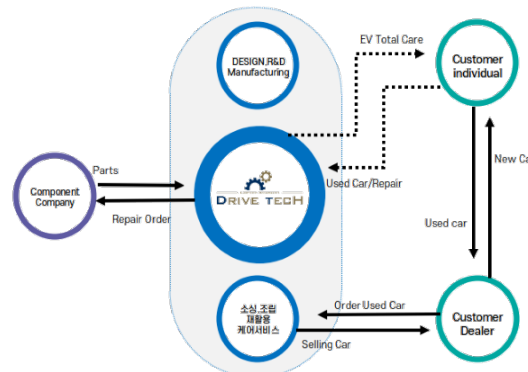 DESIGN,R&D
Manufacturing
EV Total Care
Customer
individual
Parts
Component
Company
Repair Order
DRIVE TECH
Used Car/Repair
New Ca
Used car
소싱,조립
재활용
케어서비스
Order Used Car
Selling Car
Customer
Dealer